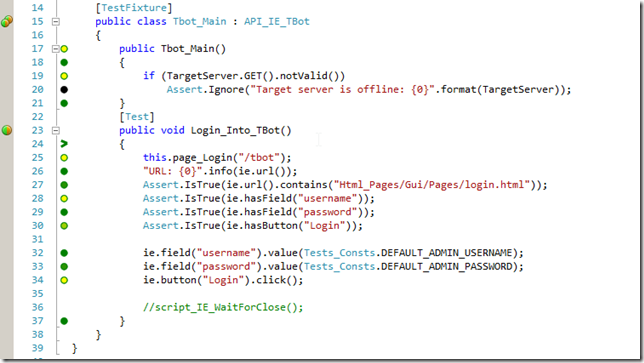 14 [TestFixture]
15 public class Tbot_Main : API_IE_TBot
16 {
17 public Tbot_Main()
18 {
19 if (TargetServer.GET().notValid())
20 Assert.Ignore("Target server is offline: {0}".format(TargetServer));
21 }
22 [Test]
23 public void Login_Into_TBot()
24 {
25 this.page_Login("/tbot");
26 "URL: {0}".info(ie.url());
27 Assert.IsTrue(ie.url().contains("Html_Pages/Gui/Pages/login.html"));
28 Assert.IsTrue(ie.hasField("username"));
29 Assert.IsTrue(ie.hasField("password"));
30 Assert.IsTrue(ie.hasButton("Login"));
31
32 ie.field("username").value(Tests_Consts.DEFAULT_ADMIN_USERNAME);
33 ie.field("password").value(Tests_Consts.DEFAULT_ADMIN_PASSWORD);
34 ie.button("Login").click();
35
36 //script_IE_WaitForClose();
37 }
38 }
39 }